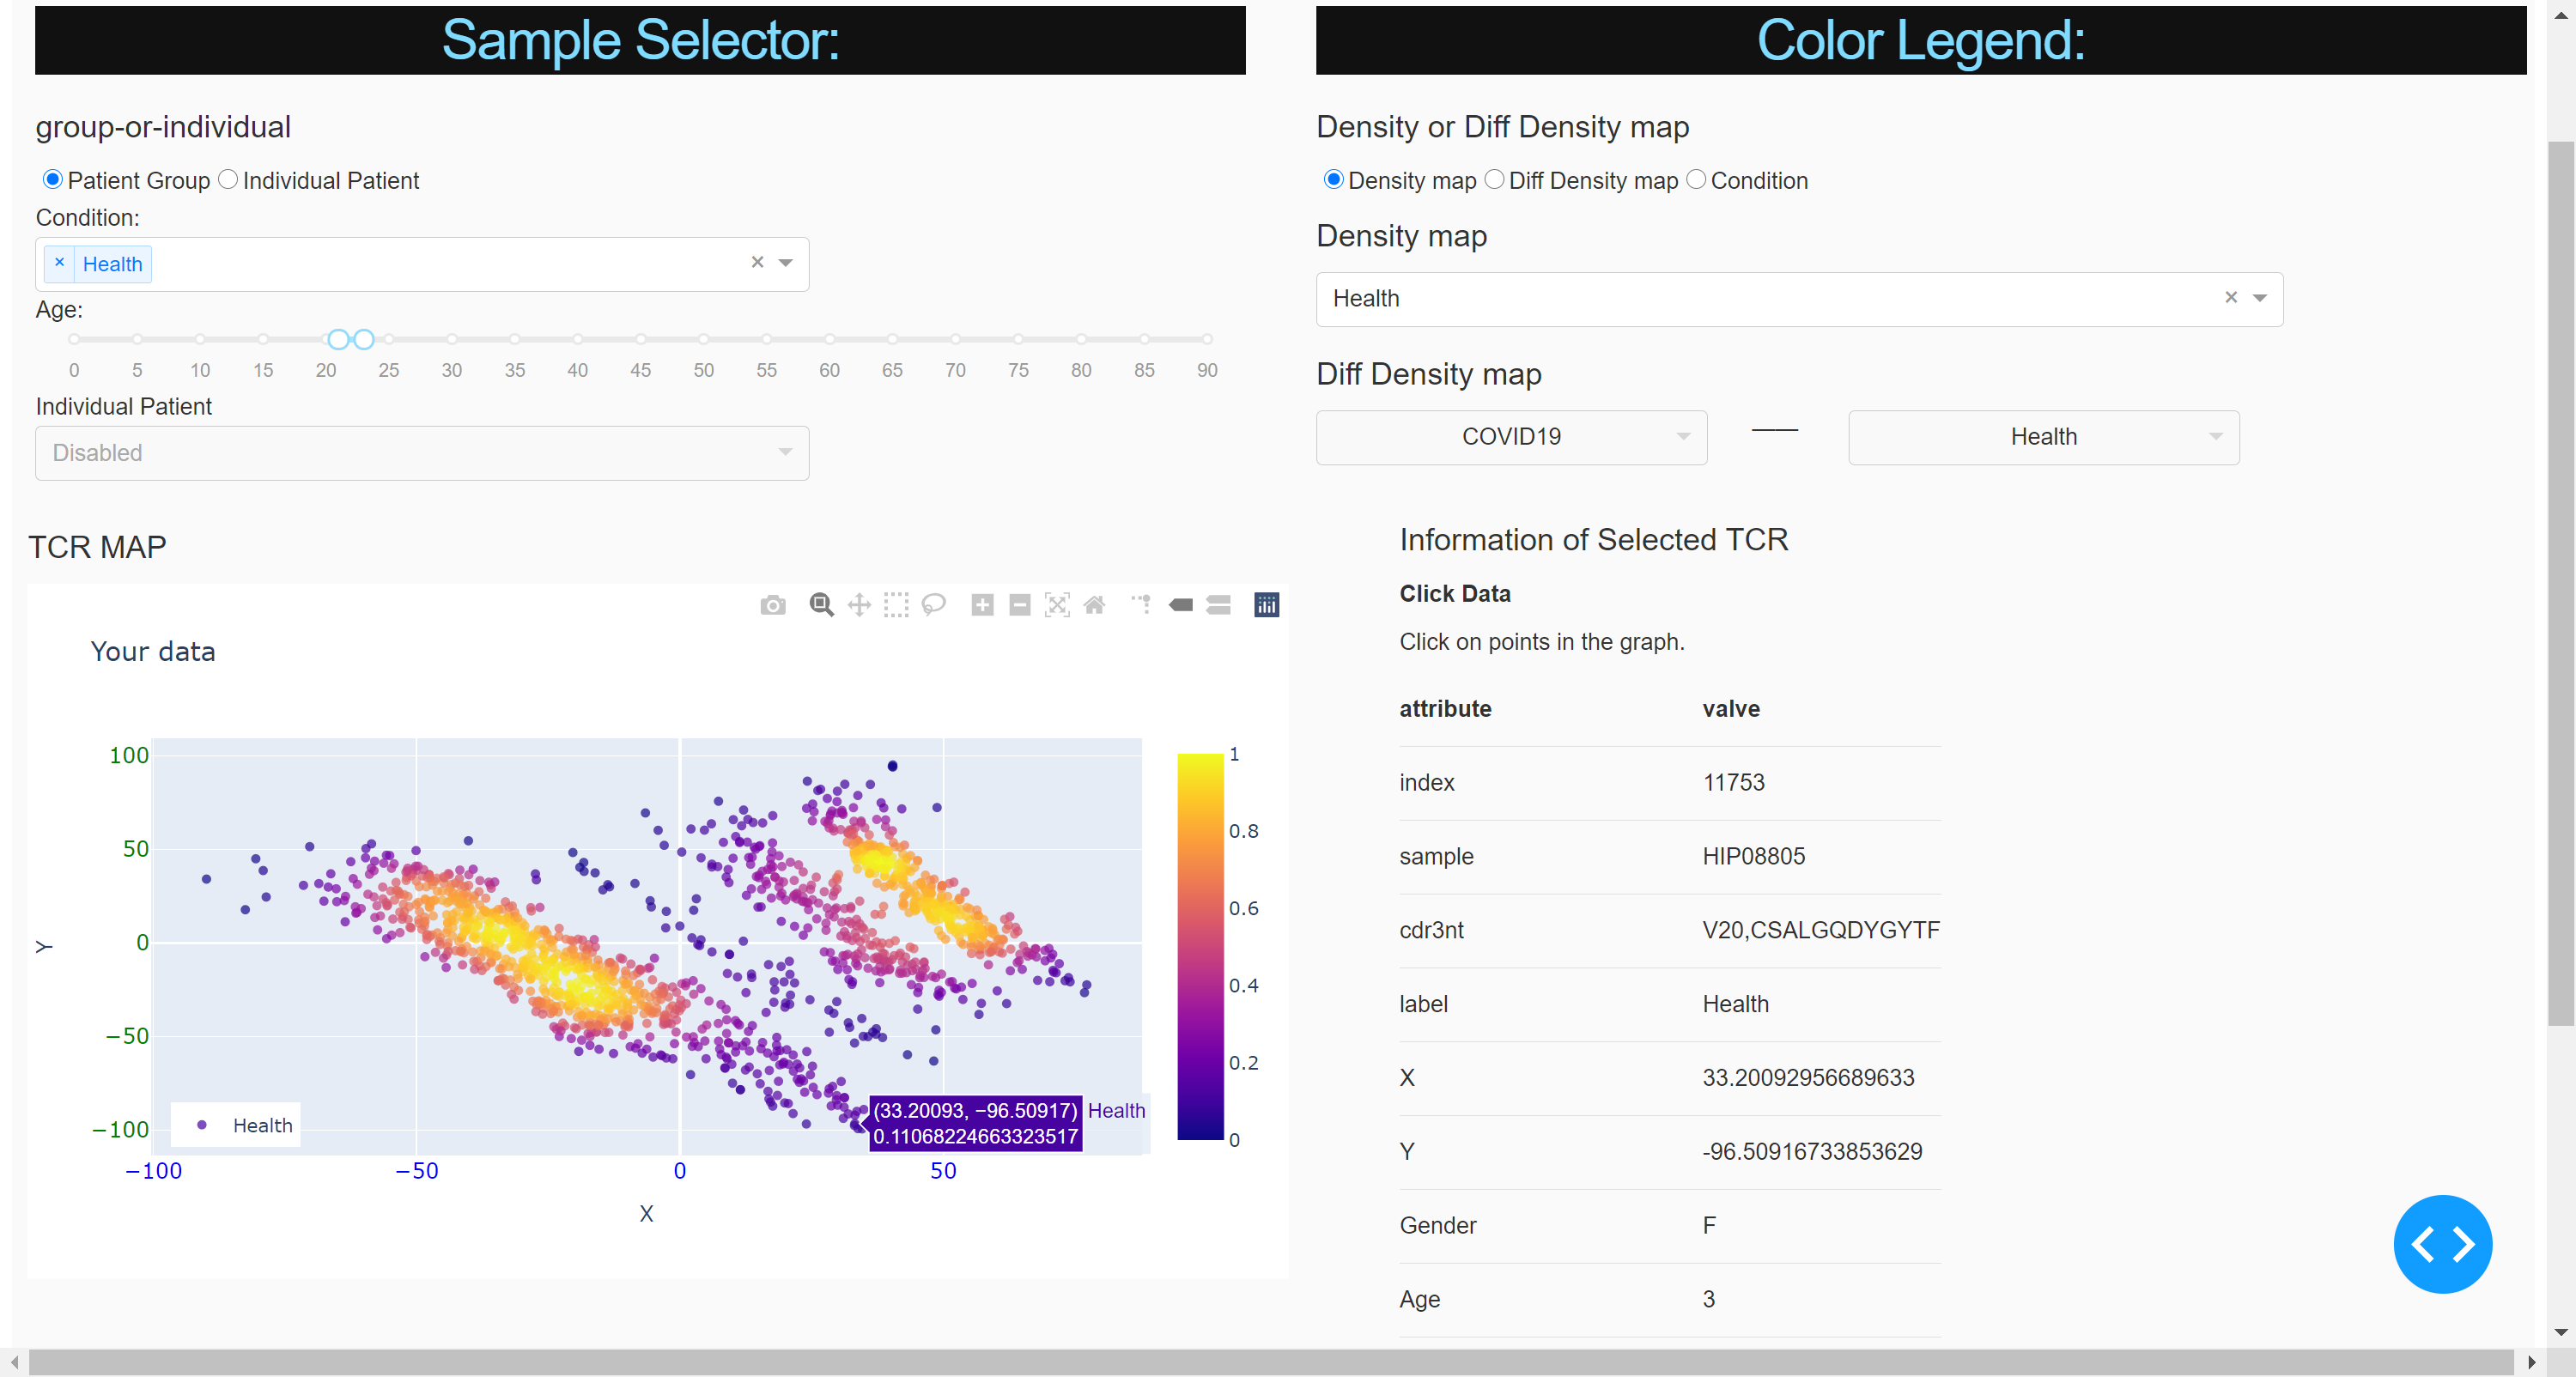 Sample Selector:
group-or-individual
Patient Group Individual Patient
Condition:
× Health
Age:
0 5 10 15 20 25 30 35 40 45 50 55 60 65 70 75 80 85 90
Individual Patient
Disabled
Color Legend:
Density or Diff Density map
Density map Diff Density map Condition
Density map
Health
Diff Density map
COVID19 —— Health
TCR MAP
Your data
100
50
0
−50
−100
Y
−100 −50 0 50
X
Health
(33.20093, −96.50917) Health
0.11068224663323517
1
0.8
0.6
0.4
0.2
0
Information of Selected TCR
Click Data
Click on points in the graph.
attribute valve
index 11753
sample HIP08805
cdr3nt V20,CSALGQDYGYTF
label Health
X 33.20092956689633
Y -96.50916733853629
Gender F
Age 3